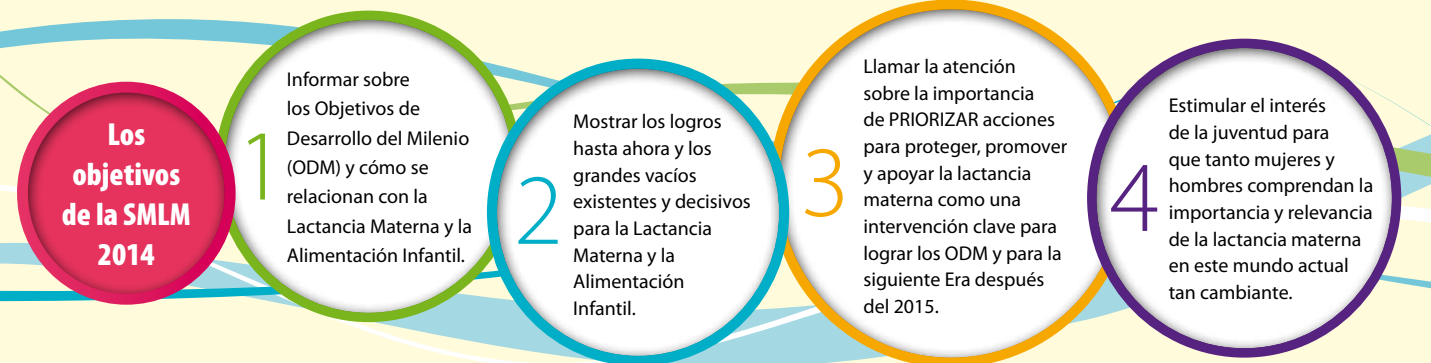 Los
objetivos
de la SMLM
2014
1
Informar sobre
los Objetivos de
Desarrollo del Milenio
(ODM) y cómo se
relacionan con la
Lactancia Materna y la
Alimentación Infantil.
2
Mostrar los logros
hasta ahora y los
grandes vacíos
existentes y decisivos
para la Lactancia
Materna y la
Alimentación
Infantil.
3
Llamar la atención
sobre la importancia
de PRIORIZAR acciones
para proteger, promover
y apoyar la lactancia
materna como una
intervención clave para
lograr los ODM y para la
siguiente Era después
del 2015.
4
Estimular el interés
de la juventud para
que tanto mujeres y
hombres comprendan la
importancia y relevancia
de la lactancia materna
en este mundo actual
tan cambiante.